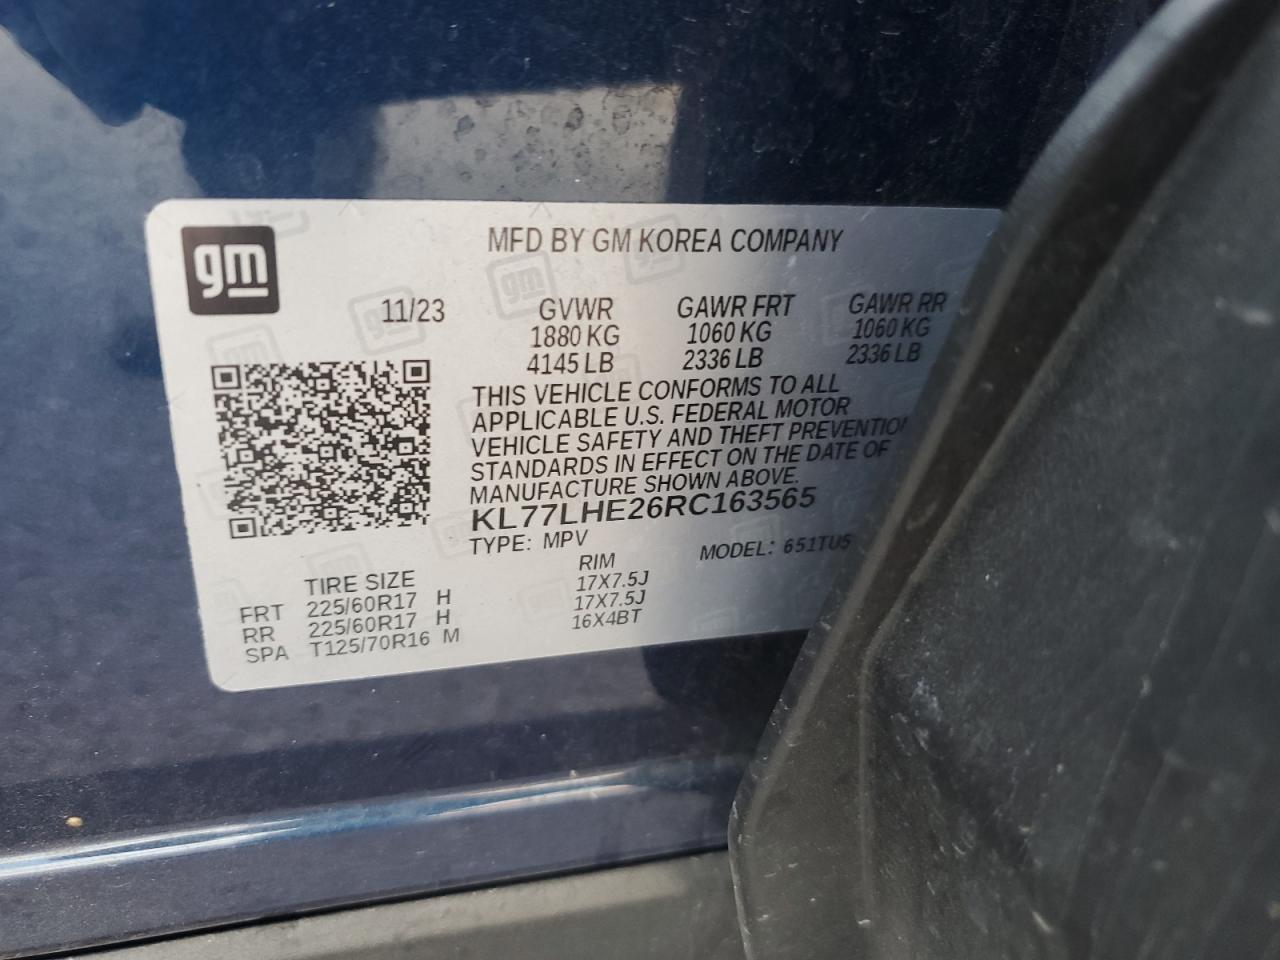 gm
MFD BY GM KOREA COMPANY
11/23 GVWR GAWR FRT GAWR RR
1880 KG 1060 KG 1060 KG
4145 LB 2336 LB 2336 LB
THIS VEHICLE CONFORMS TO ALL
APPLICABLE U.S. FEDERAL MOTOR
VEHICLE SAFETY AND THEFT PREVENTIO
STANDARDS IN EFFECT ON THE DATE OF
MANUFACTURE SHOWN ABOVE.
KL77LHE26RC163565
TYPE: MPV MODEL: 651TU5
TIRE SIZE RIM
FRT 225/60R17 H 17X7.5J
RR 225/60R17 H 17X7.5J
SPA T125/70R16 M 16X4BT